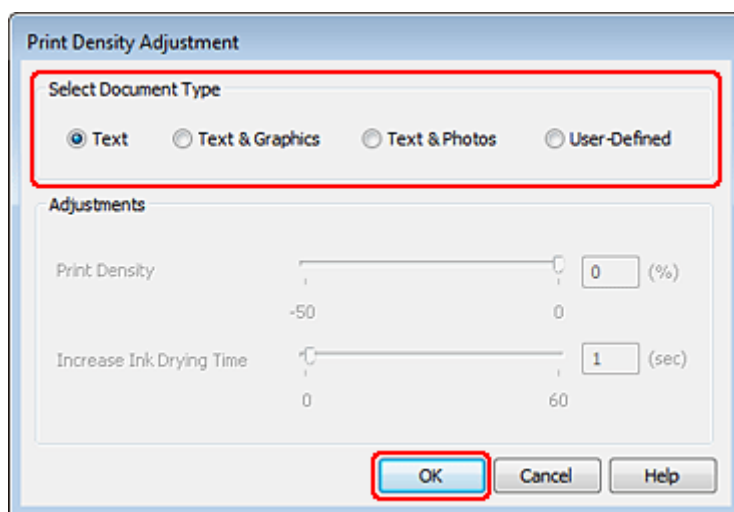 Print Density Adjustment
Select Document Type
Text Text & Graphics Text & Photos User-Defined
Adjustments
Print Density 0 (%)
-50 0
Increase Ink Drying Time 1 (sec)
0 60
OK Cancel Help